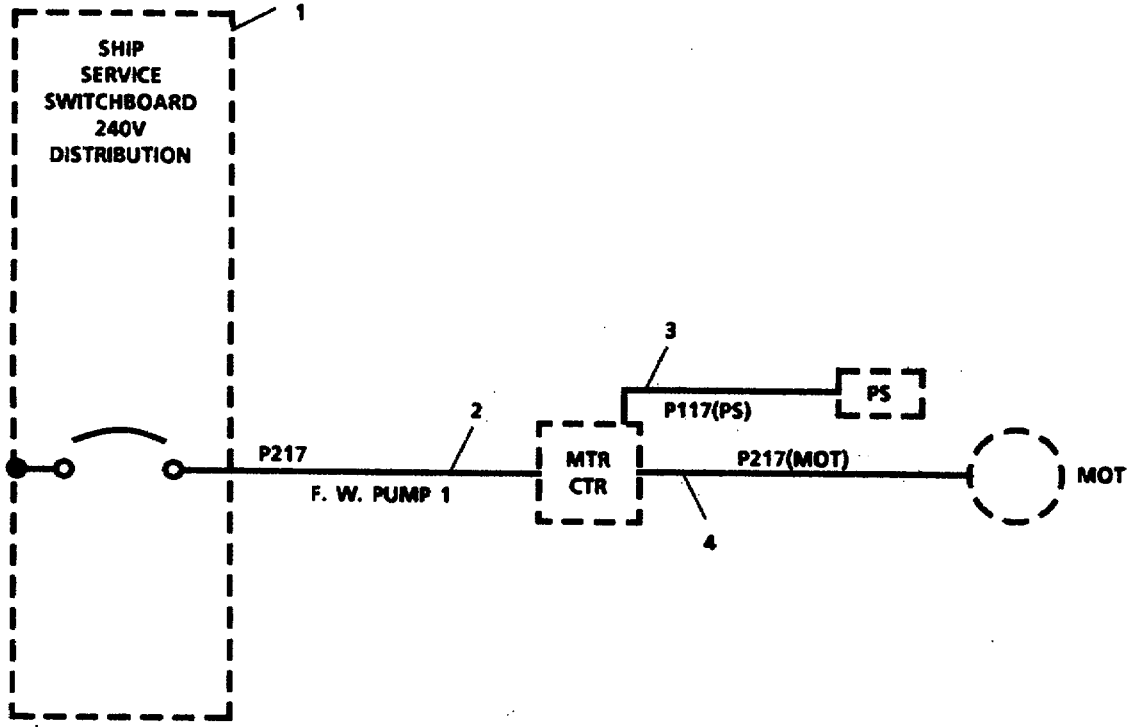 1
SHIP
SERVICE
SWITCHBOARD
240V
DISTRIBUTION
3
PS
P117(PS)
2
P217
F. W. PUMP 1
MTR
CTR
P217(MOT)
MOT
4